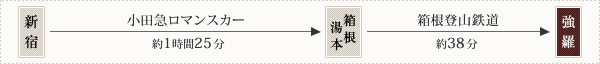 新宿
小田急ロマンスカー
約1時間25分
箱根湯本
箱根登山鉄道
約38分
強羅